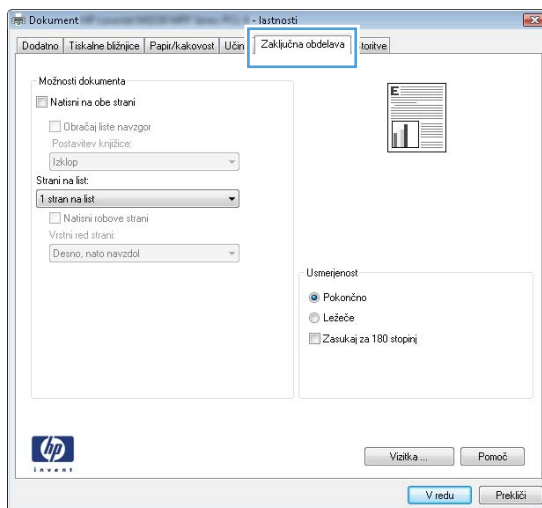 Dokument - lastnosti
Dodatno Tiskalne bližnjice Papir/kakovost Učin Zaključna obdelava toritve
Možnosti dokumenta
Natisni na obe strani
Obračaj liste navzgor
Postavitev knjižice:
Izklop
Strani na list:
1 stran na list
Natisni robove strani
Vrstni red strani:
Desno, nato navzdol
E
Usmerjenost
Pokončno
Ležeče
Zasukaj za 180 stopinj
hp
invent
Vizitka ... Pomoč
V redu Prekliči